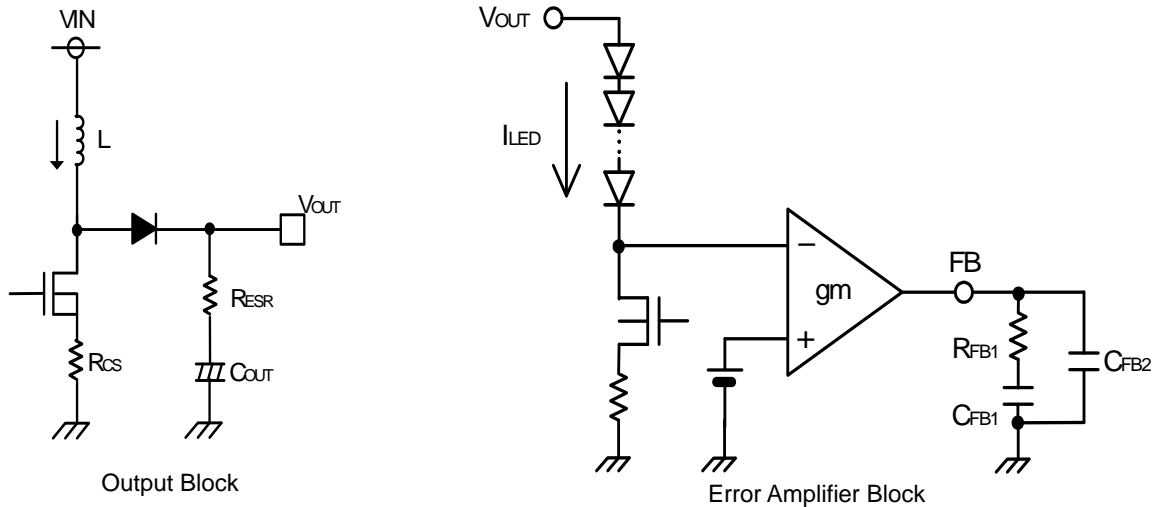 VIN
L
VOUT
RESR
RCS
COUT
Output Block
VOUT
ILED
−
gm
+
FB
RFB1
CFB2
CFB1
Error Amplifier Block